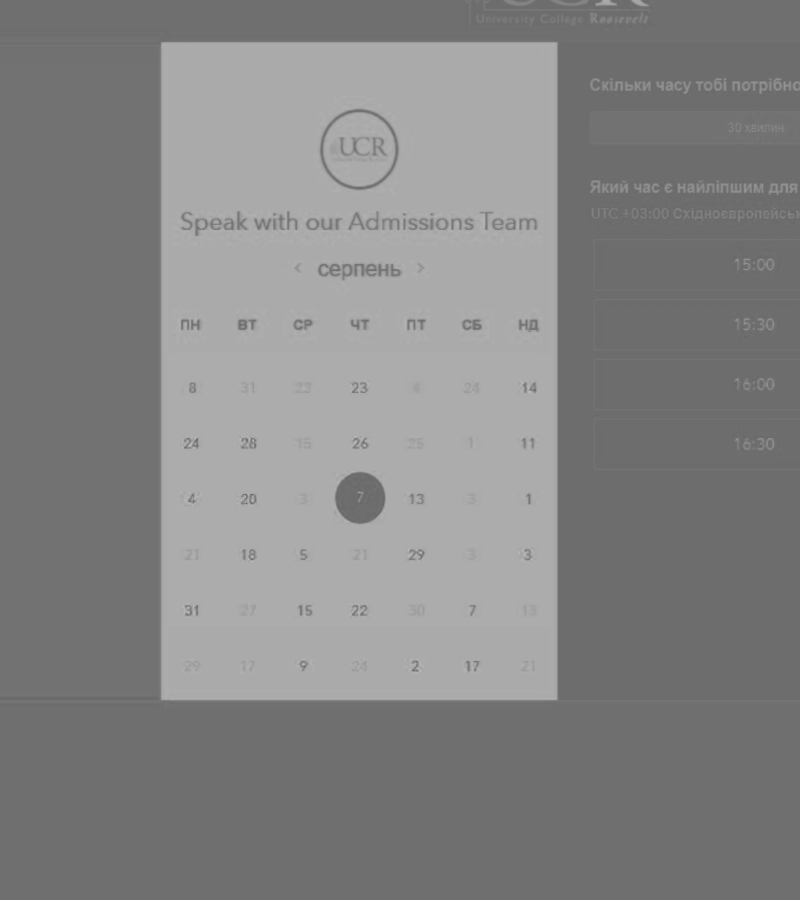 UCR
University College Roosevelt
UCR
Speak with our Admissions Team
< серпень >
ПН ВТ СР ЧТ ПТ СБ НД
8 31 22 23 4 24 14
24 28 15 26 25 1 11
4 20 3 7 13 3 1
21 18 5 21 29 3 3
31 27 15 22 30 7 13
29 17 9 24 2 17 21
Скільки часу тобі потрібно
30 хвилин
Який час є найліпшим для
UTC +03:00 Східноєвропейськ
15:00
15:30
16:00
16:30